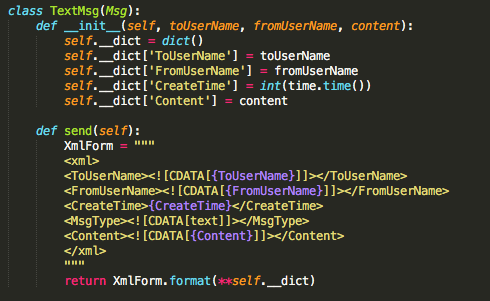 class TextMsg(Msg):
    def __init__(self, toUserName, fromUserName, content):
        self.__dict = dict()
        self.__dict['ToUserName'] = toUserName
        self.__dict['FromUserName'] = fromUserName
        self.__dict['CreateTime'] = int(time.time())
        self.__dict['Content'] = content

    def send(self):
        XmlForm = """
        <xml>
        <ToUserName><![CDATA[{ToUserName}]]></ToUserName>
        <FromUserName><![CDATA[{FromUserName}]]></FromUserName>
        <CreateTime>{CreateTime}</CreateTime>
        <MsgType><![CDATA[text]]></MsgType>
        <Content><![CDATA[{Content}]]></Content>
        </xml>
        """
        return XmlForm.format(**self.__dict)